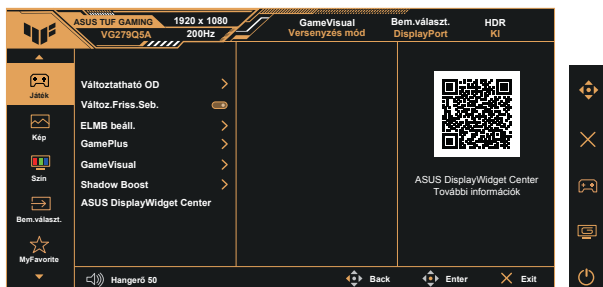 ASUS TUF GAMING 1920 x 1080
VG279Q5A 200Hz
GameVisual
Versenyzés mód
Bem.választ.
DisplayPort
HDR
KI
Játék
Kép
Szín
Bem.választ.
MyFavorite
Változtatható OD
Változ.Friss.Seb.
ELMB beáll.
GamePlus
GameVisual
Shadow Boost
ASUS DisplayWidget Center
ASUS DisplayWidget Center
További információk
Hangerő 50
Back
Enter
Exit